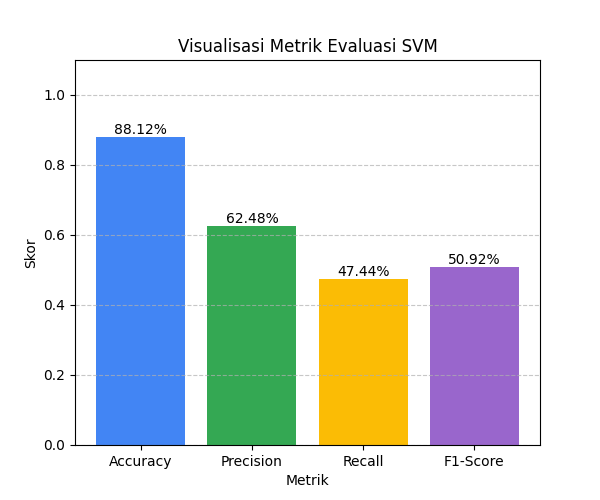 Visualisasi Metrik Evaluasi SVM
Skor
1.0
0.8
0.6
0.4
0.2
0.0
88.12%
62.48%
47.44%
50.92%
Accuracy Precision Recall F1-Score
Metrik